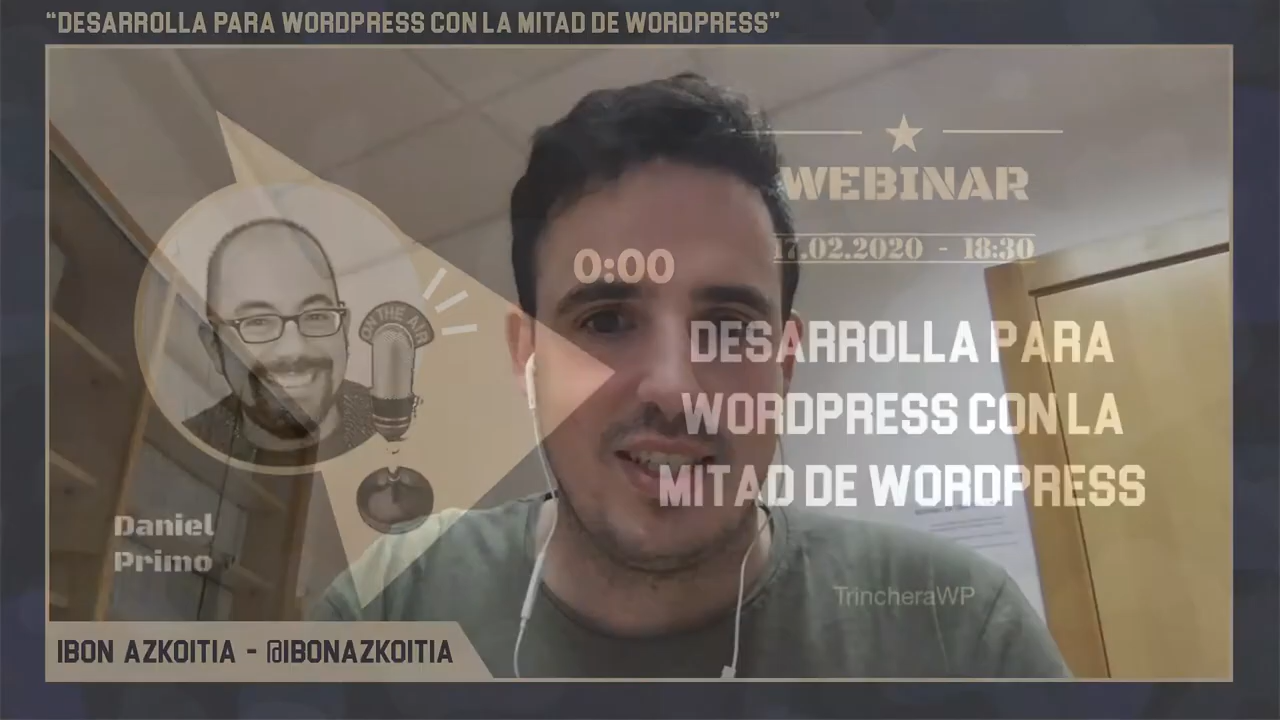 “DESARROLLA PARA WORDPRESS CON LA MITAD DE WORDPRESS”
WEBINAR
17.02.2020 - 18:30
0:00
ON THE AIR
DESARROLLA PARA
WORDPRESS CON LA
MITAD DE WORDPRESS
Daniel
Primo
TrincheraWP
IBON AZKOITIA - @IBONAZKOITIA